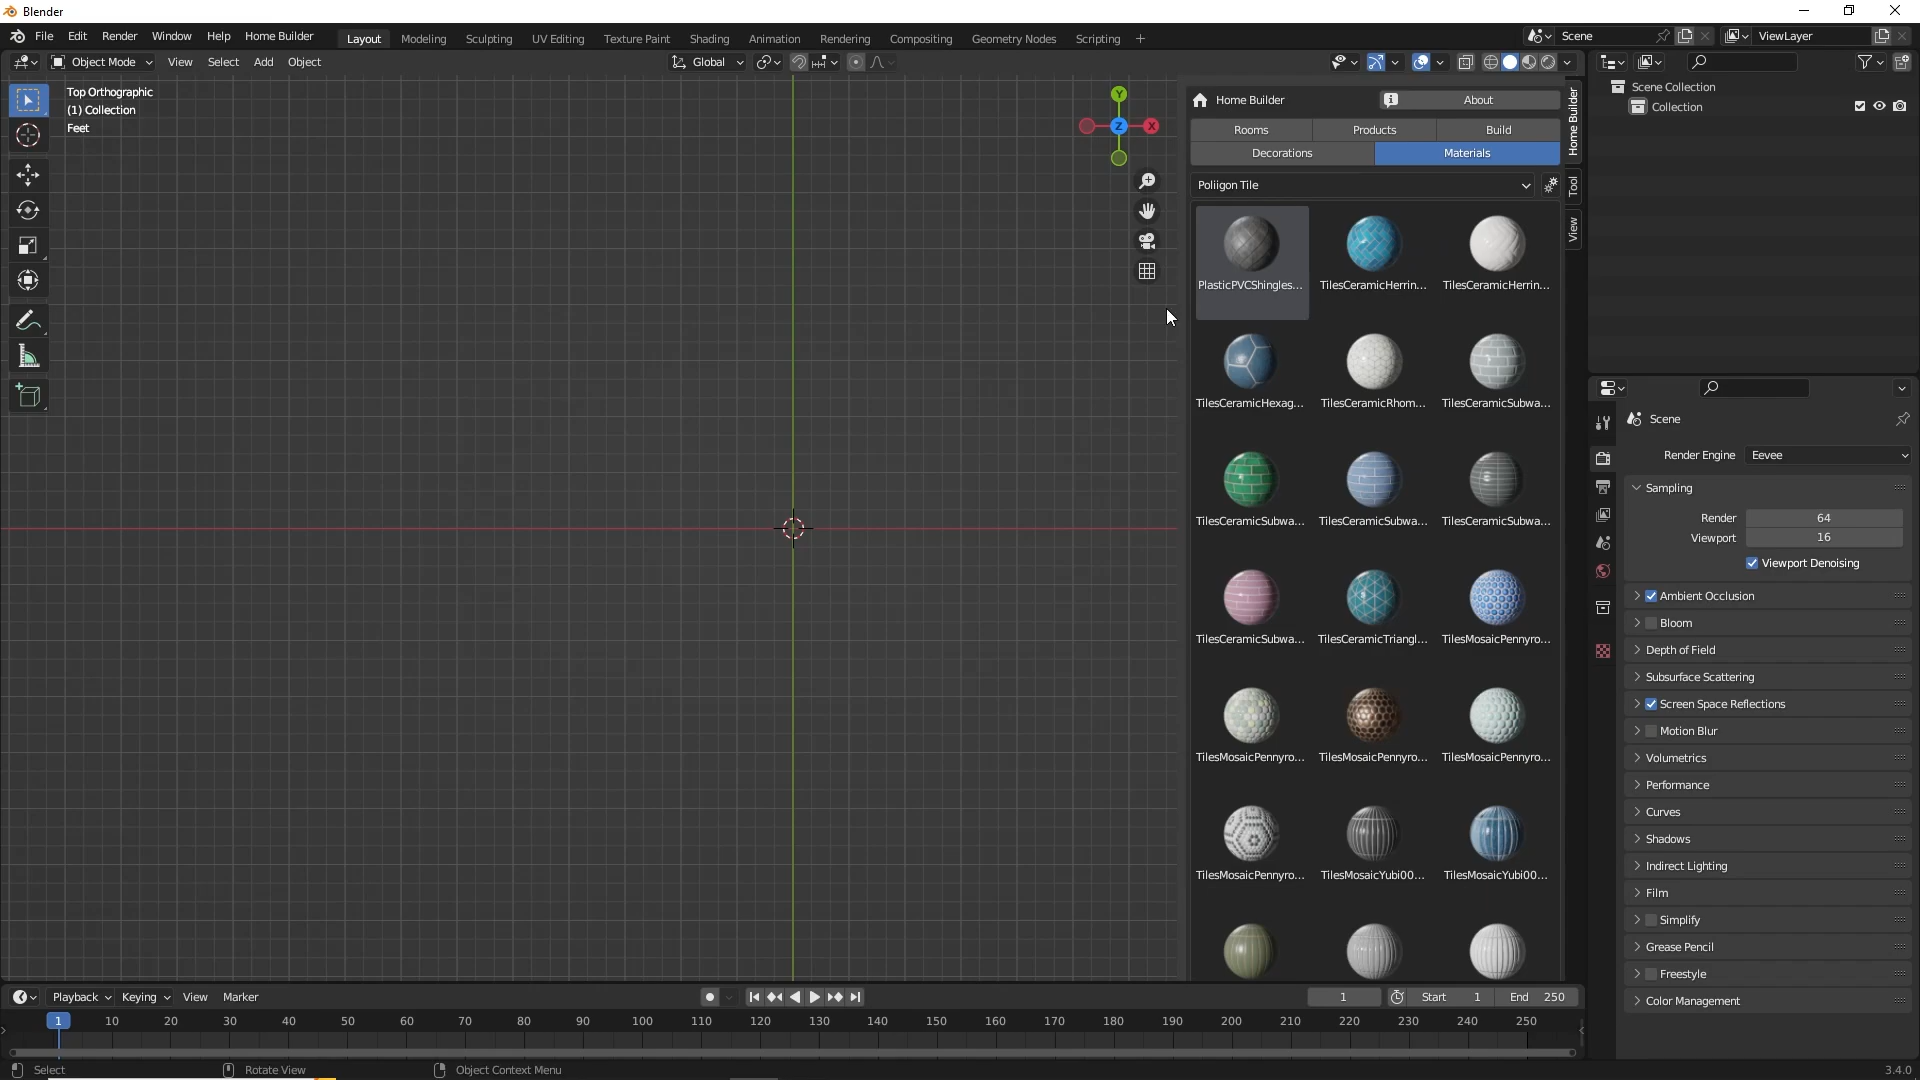 Blender
File Edit Render Window Help Home Builder Layout Modeling Sculpting UV Editing Texture Paint Shading Animation Rendering Compositing Geometry Nodes Scripting + Scene ViewLayer
Object Mode View Select Add Object Global
Top Orthographic
(1) Collection
Feet
Y
X
Z
Home Builder About
Rooms Products Build
Decorations Materials
Poliigon Tile
PlasticPVCShingles... TilesCeramicHerrin... TilesCeramicHerrin...
TilesCeramicHexag... TilesCeramicRhom... TilesCeramicSubwa...
TilesCeramicSubwa... TilesCeramicSubwa... TilesCeramicSubwa...
TilesCeramicSubwa... TilesCeramicTriangl... TilesMosaicPennyro...
TilesMosaicPennyro... TilesMosaicPennyro... TilesMosaicPennyro...
TilesMosaicPennyro... TilesMosaicYubi00... TilesMosaicYubi00...
Home Builder
Tool
View
Scene Collection
Collection
Scene
Render Engine Eevee
Sampling
Render 64
Viewport 16
Viewport Denoising
Ambient Occlusion
Bloom
Depth of Field
Subsurface Scattering
Screen Space Reflections
Motion Blur
Volumetrics
Performance
Curves
Shadows
Indirect Lighting
Film
Simplify
Grease Pencil
Freestyle
Color Management
Playback Keying View Marker 1 Start 1 End 250
1 10 20 30 40 50 60 70 80 90 100 110 120 130 140 150 160 170 180 190 200 210 220 230 240 250
Select Rotate View Object Context Menu 3.4.0